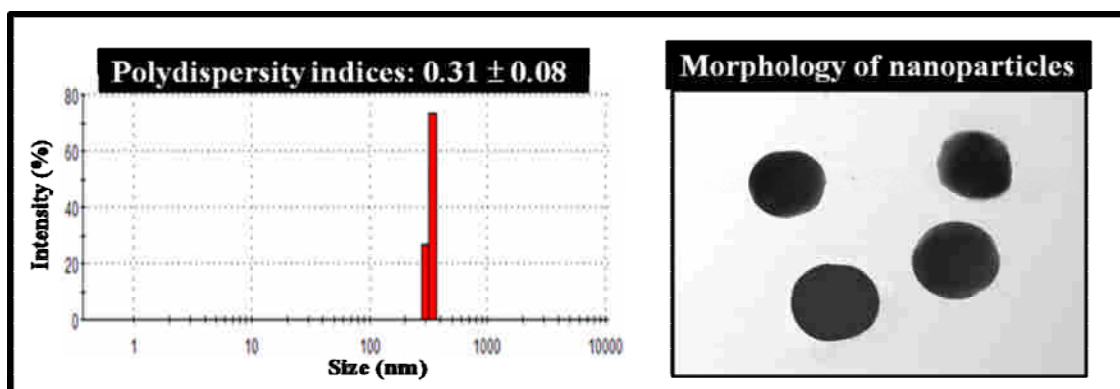 Polydispersity indices: 0.31 ± 0.08
80
60
40
20
0
Intensity (%)
1 10 100 1000 10000
Size (nm)
Morphology of nanoparticles